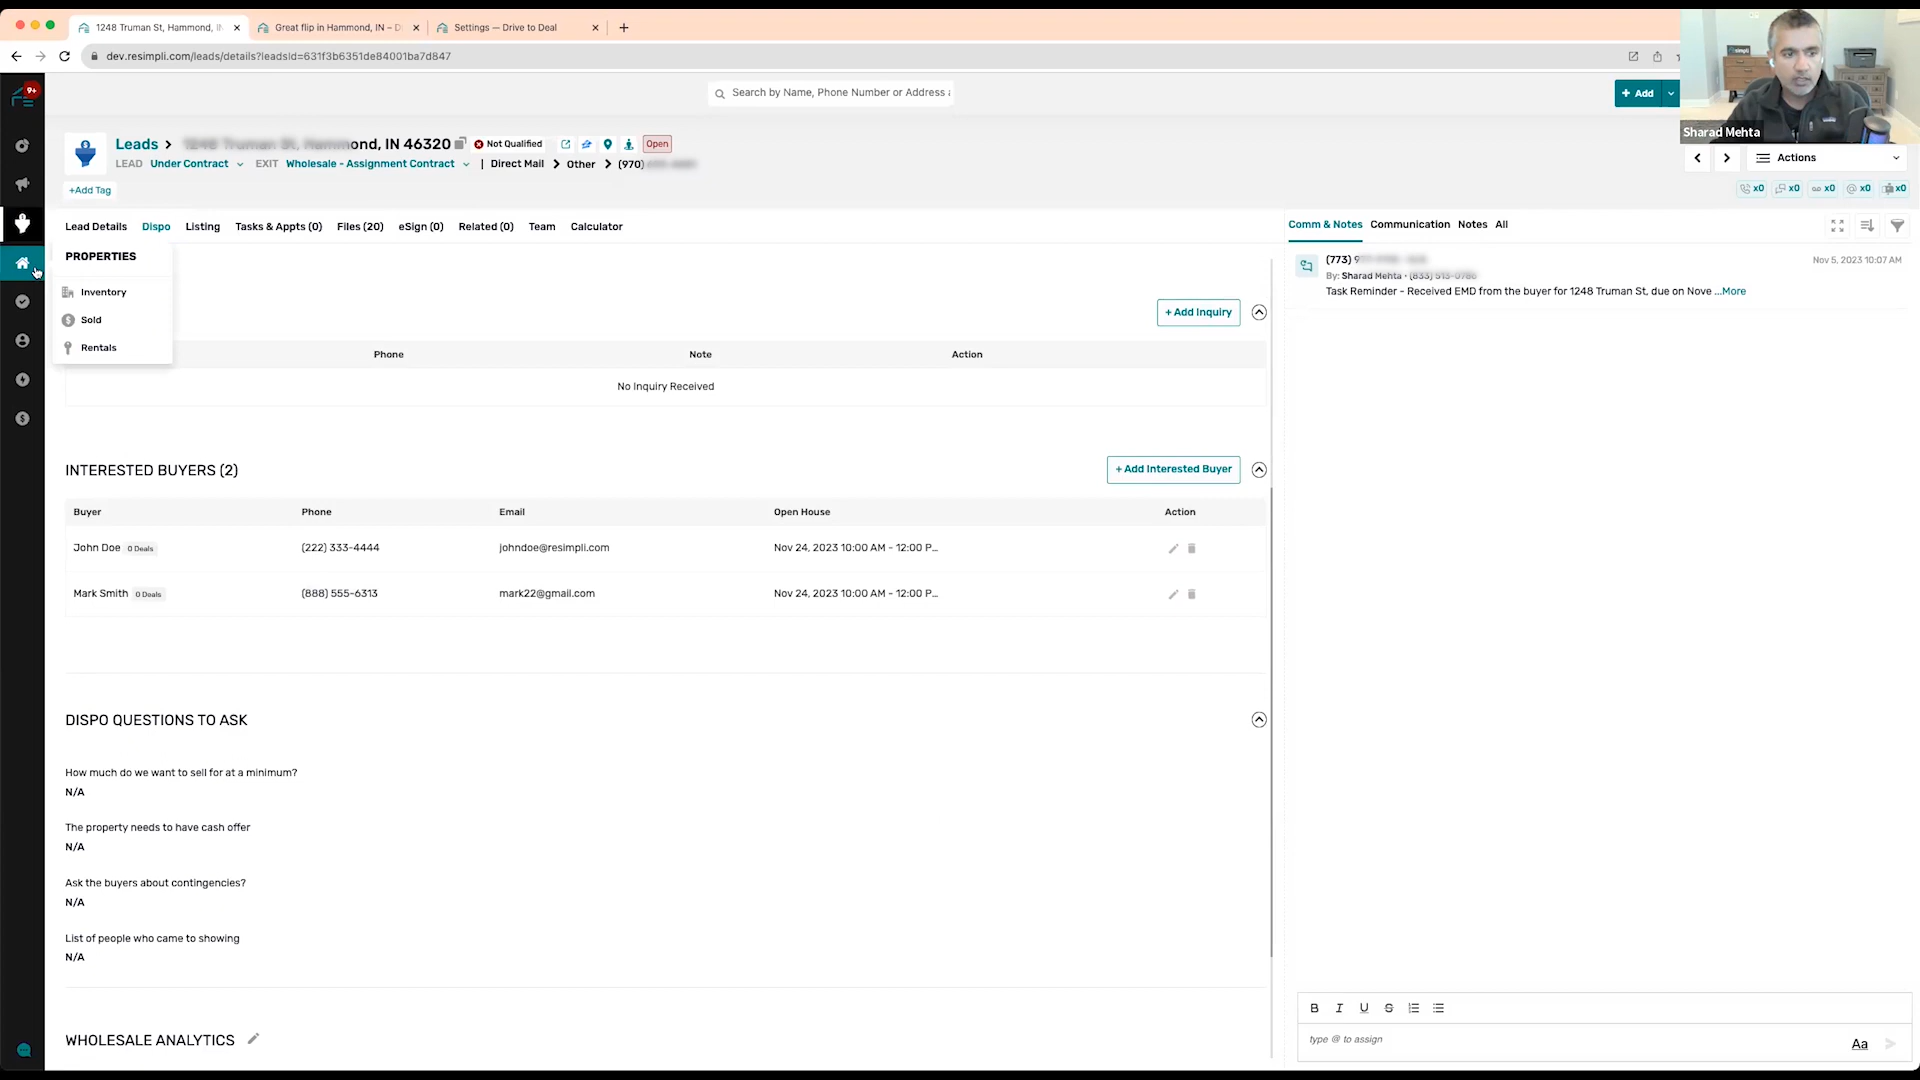 1248 Truman St, Hammond, IN
Great flip in Hammond, IN – D
Settings — Drive to Deal
dev.resimpli.com/leads/details?leadsId=631f3b6351de84001ba7d847
9+
Search by Name, Phone Number or Address
+ Add
Sharad Mehta
Leads > 1248 Truman St, Hammond, IN 46320
Not Qualified
Open
LEAD Under Contract
EXIT Wholesale - Assignment Contract
| Direct Mail > Other > (970)
Actions
+Add Tag
x0 x0 x0 x0 x0
Lead Details Dispo Listing Tasks & Appts (0) Files (20) eSign (0) Related (0) Team Calculator
Comm & Notes Communication Notes All
PROPERTIES
Inventory
Sold
Rentals
(773) 9
Nov 5, 2023 10:07 AM
By: Sharad Mehta • (833) 513-0786
Task Reminder - Received EMD from the buyer for 1248 Truman St, due on Nove ...More
+ Add Inquiry
Phone Note Action
No Inquiry Received
INTERESTED BUYERS (2)
+ Add Interested Buyer
Buyer Phone Email Open House Action
John Doe 0 Deals (222) 333-4444 johndoe@resimpli.com Nov 24, 2023 10:00 AM - 12:00 P...
Mark Smith 0 Deals (888) 555-6313 mark22@gmail.com Nov 24, 2023 10:00 AM - 12:00 P...
DISPO QUESTIONS TO ASK
How much do we want to sell for at a minimum?
N/A
The property needs to have cash offer
N/A
Ask the buyers about contingencies?
N/A
List of people who came to showing
N/A
WHOLESALE ANALYTICS
B I U S
type @ to assign
Aa